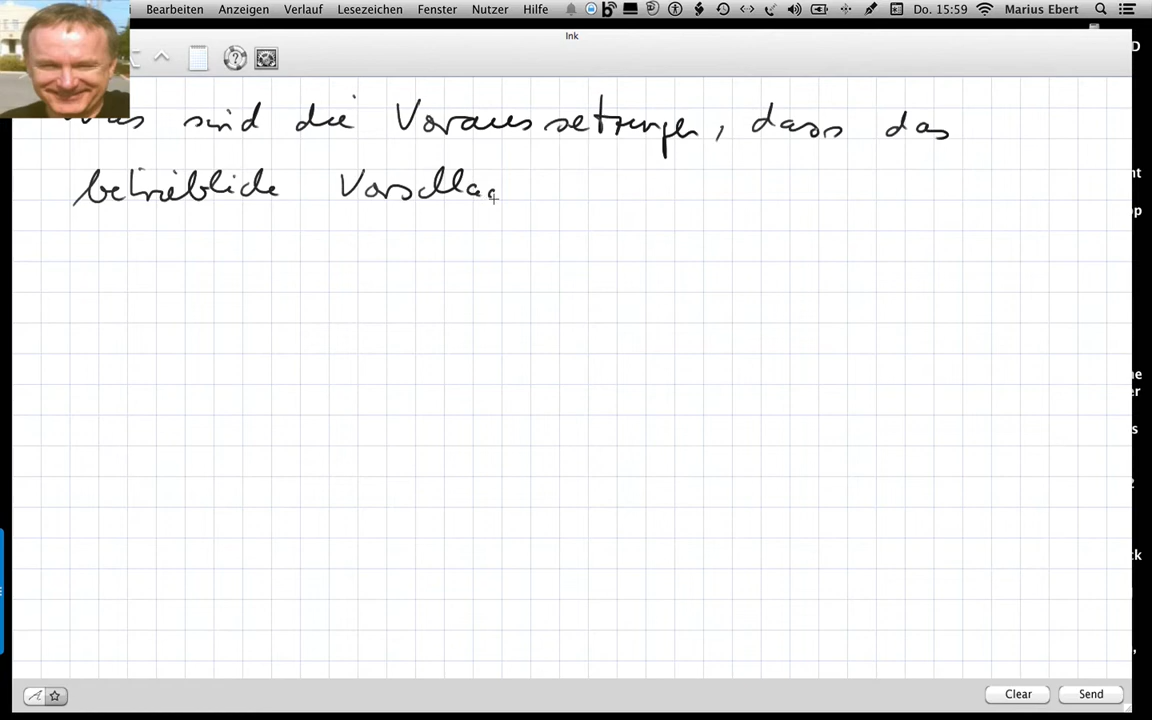 Bearbeiten Anzeigen Verlauf Lesezeichen Fenster Nutzer Hilfe Do. 15:59 Marius Ebert
Ink
sind die Voraussetzungen, dass das
betriebliche Vorschlag
Clear Send